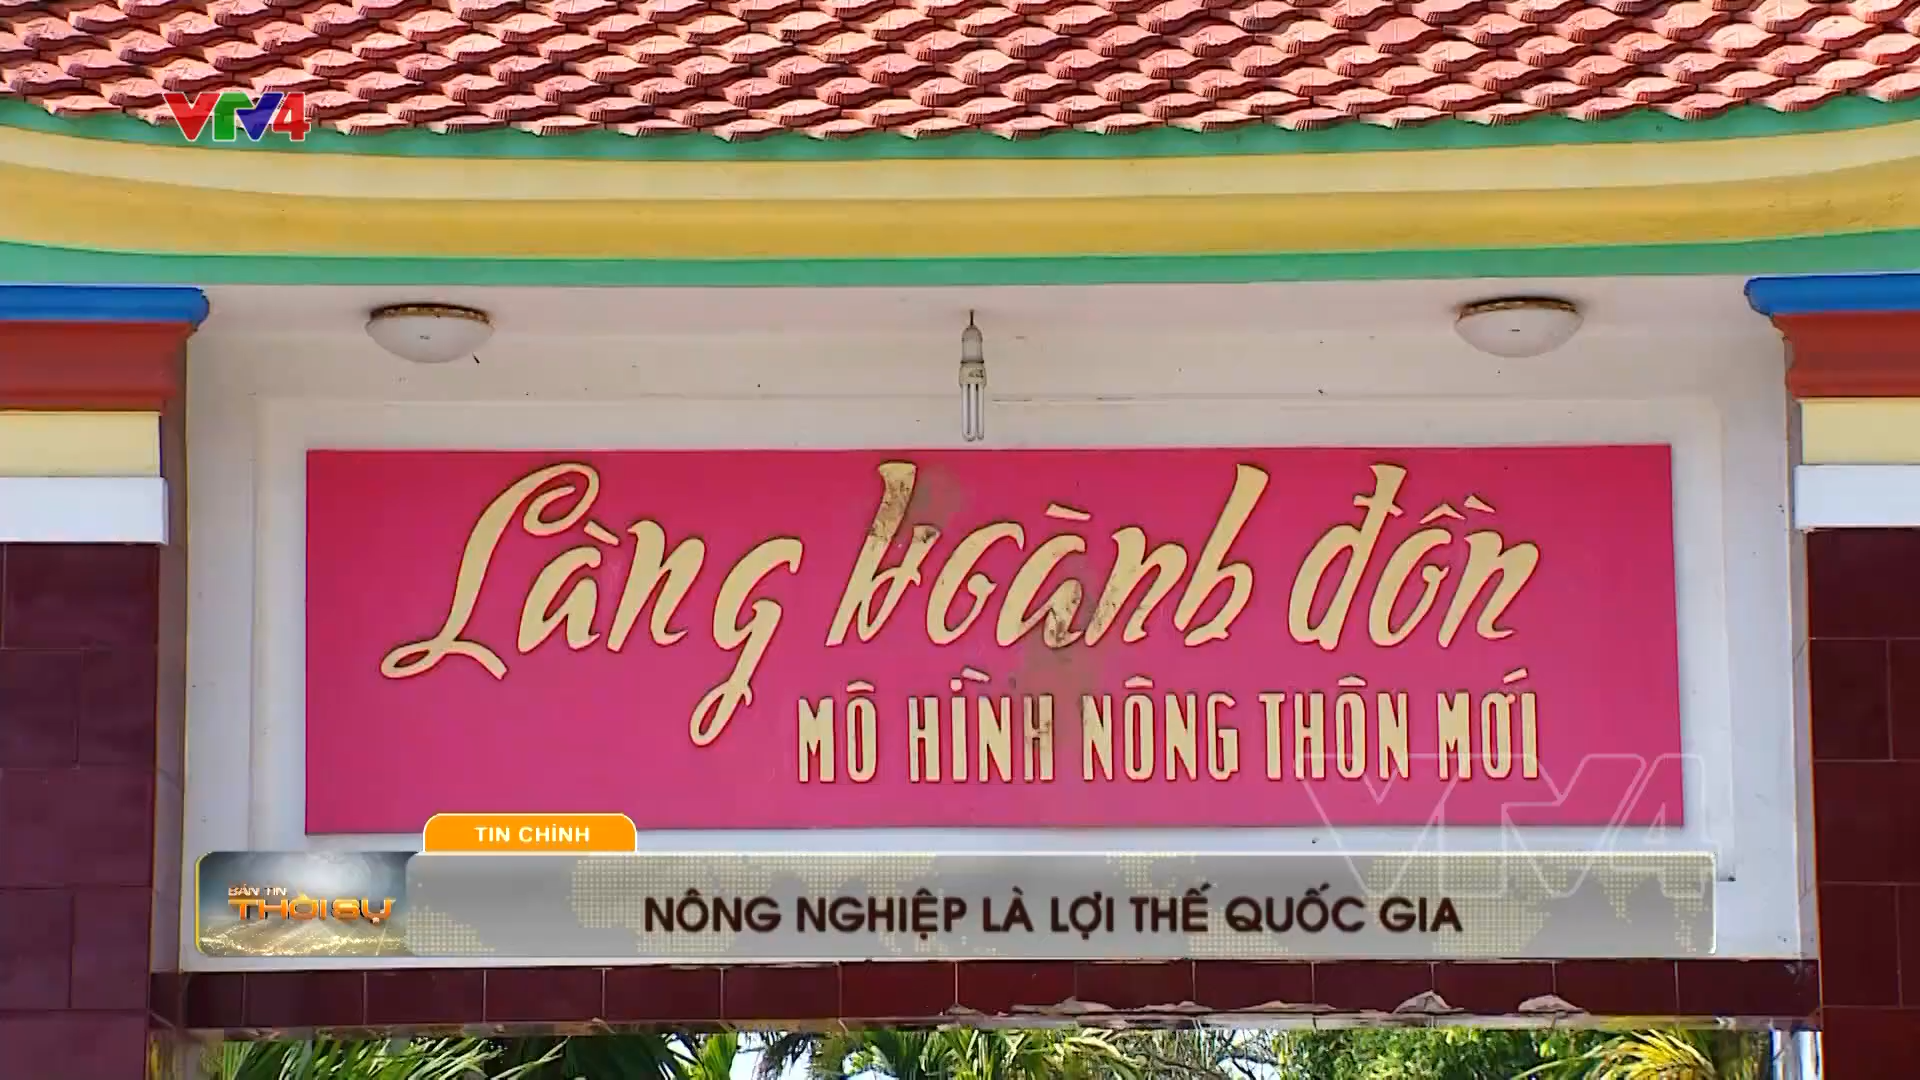 VTV4
Làng hoành đồn
MÔ HÌNH NÔNG THÔN MỚI
VTV4
TIN CHÍNH
BẢN TIN
THỜI SỰ
NÔNG NGHIỆP LÀ LỢI THẾ QUỐC GIA